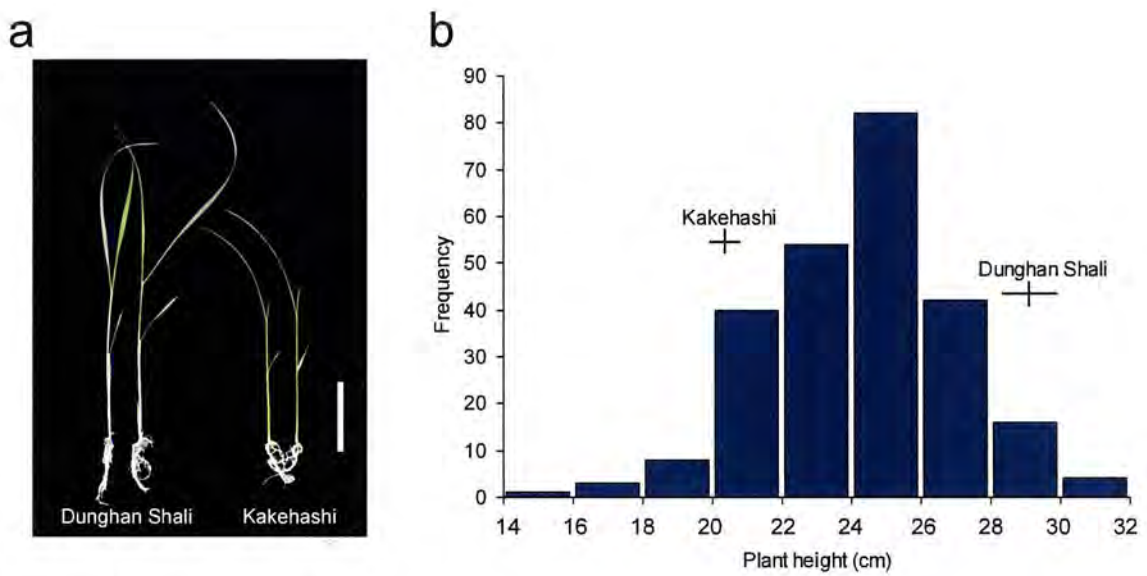 a
Dunghan Shali
Kakehashi
b
Frequency
90
80
70
60
50
40
30
20
10
0
Kakehashi
Dunghan Shali
14 16 18 20 22 24 26 28 30 32
Plant height (cm)